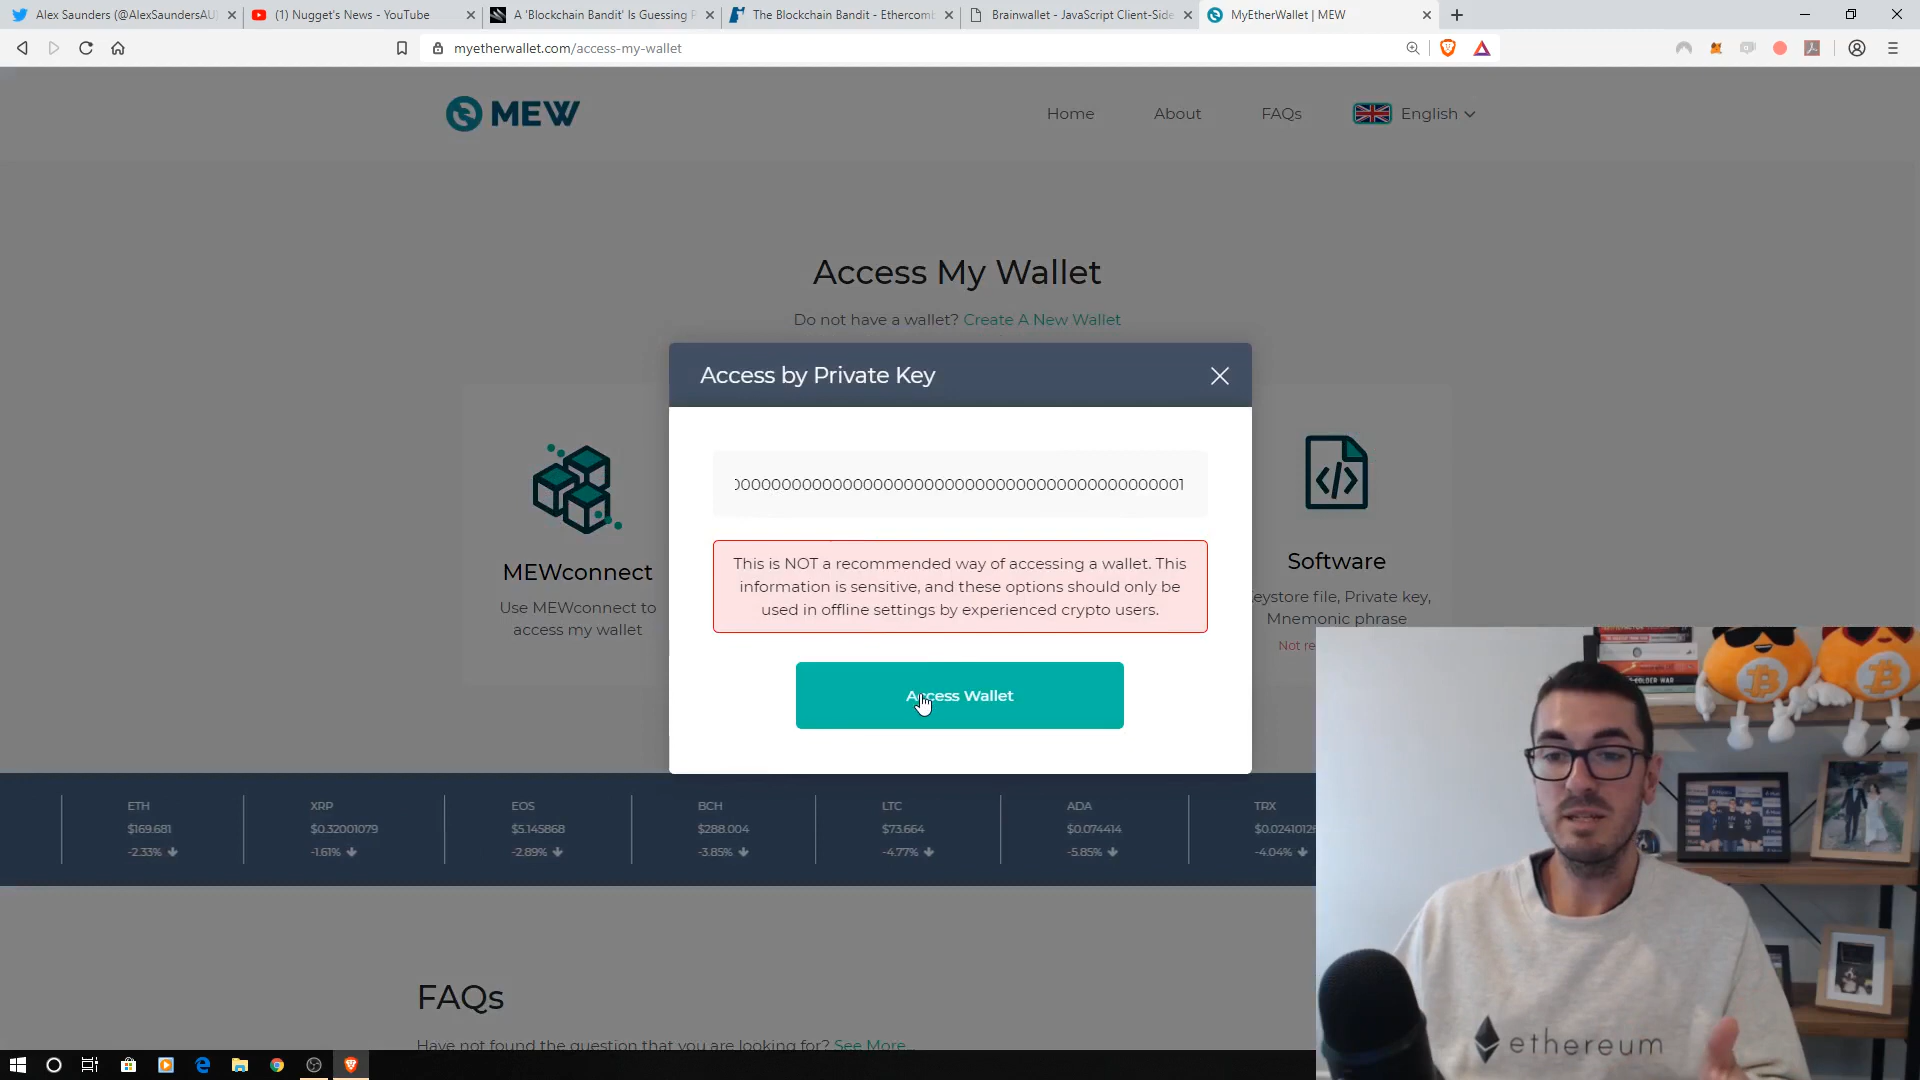 Alex Saunders (@AlexSaundersAU
(1) Nugget's News - YouTube
A 'Blockchain Bandit' Is Guessing P
The Blockchain Bandit - Ethercomb
Brainwallet - JavaScript Client-Side
MyEtherWallet | MEW
myetherwallet.com/access-my-wallet
MEW
Home
About
FAQs
English
Access My Wallet
Do not have a wallet? Create A New Wallet
Access by Private Key
This is NOT a recommended way of accessing a wallet. This
information is sensitive, and these options should only be
used in offline settings by experienced crypto users.
Access Wallet
MEWconnect
Use MEWconnect to
access my wallet
Software
eystore file, Private key,
Mnemonic phrase
Not re
ETH
$169.681
-2.33%
XRP
$0.32001079
-1.61%
EOS
$5.145868
-2.89%
BCH
$288.004
-3.85%
LTC
$73.664
-4.77%
ADA
$0.074414
-5.85%
TRX
-4.04%
FAQs
Have not found the question that you are looking for? See More...
COLDER WAR
ethereum